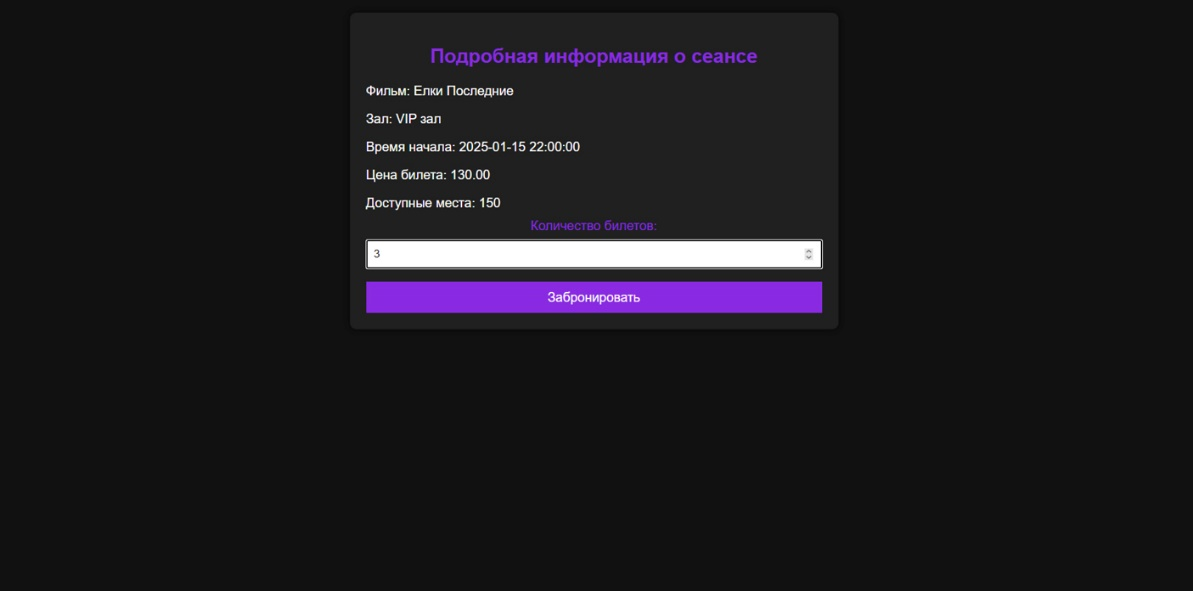 Подробная информация о сеансе
Фильм: Елки Последние
Зал: VIP зал
Время начала: 2025-01-15 22:00:00
Цена билета: 130.00
Доступные места: 150
Количество билетов:
3
Забронировать